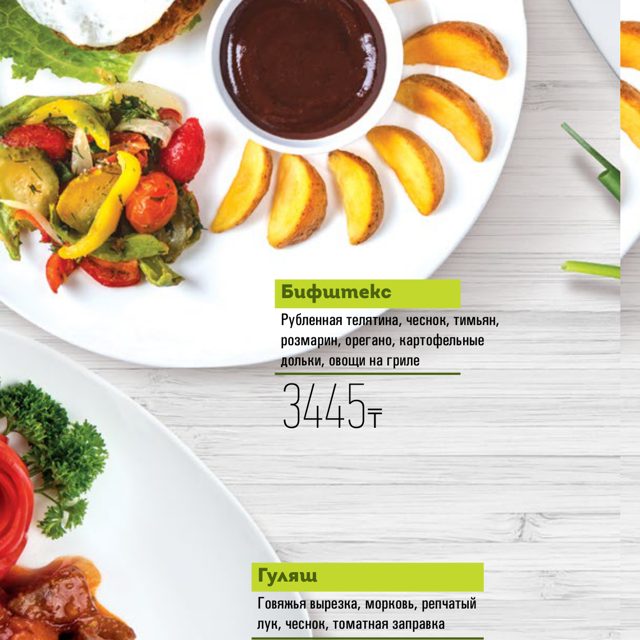 Бифштекс
Рубленная телятина, чеснок, тимьян,
розмарин, орегано, картофельные
дольки, овощи на гриле
3445₸
Гуляш
Говяжья вырезка, морковь, репчатый
лук, чеснок, томатная заправка